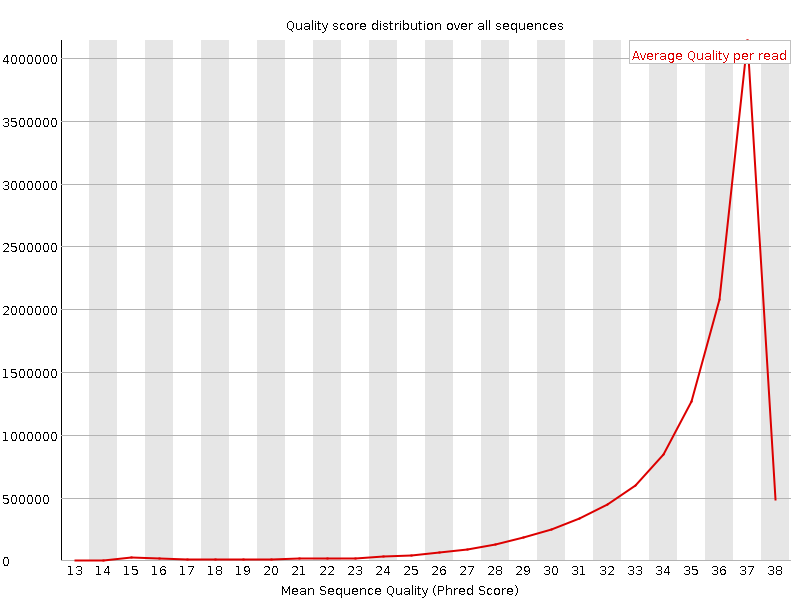 Quality score distribution over all sequences
Average Quality per read
4000000
3500000
3000000
2500000
2000000
1500000
1000000
500000
0
13 14 15 16 17 18 19 20 21 22 23 24 25 26 27 28 29 30 31 32 33 34 35 36 37 38
Mean Sequence Quality (Phred Score)